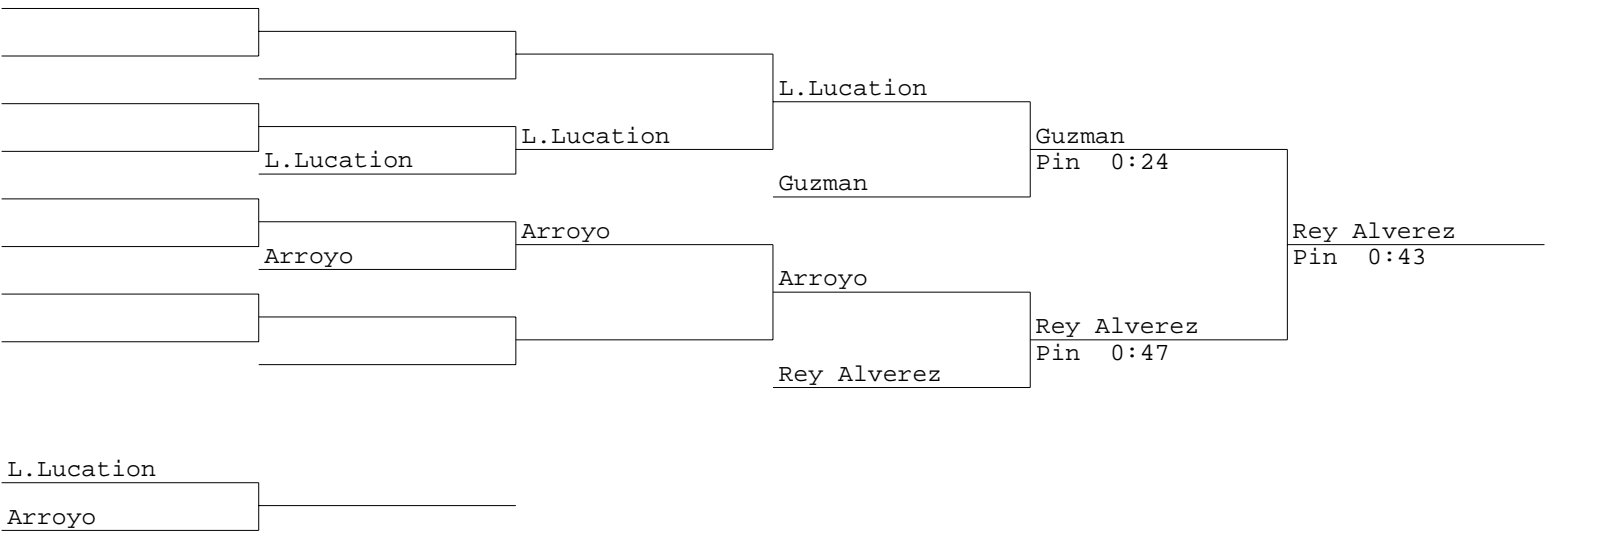 L.Lucation
L.Lucation
Guzman
Pin 0:24
L.Lucation
Guzman
Arroyo
Rey Alverez
Pin 0:43
Arroyo
Arroyo
Rey Alverez
Pin 0:47
Rey Alverez
L.Lucation
Arroyo